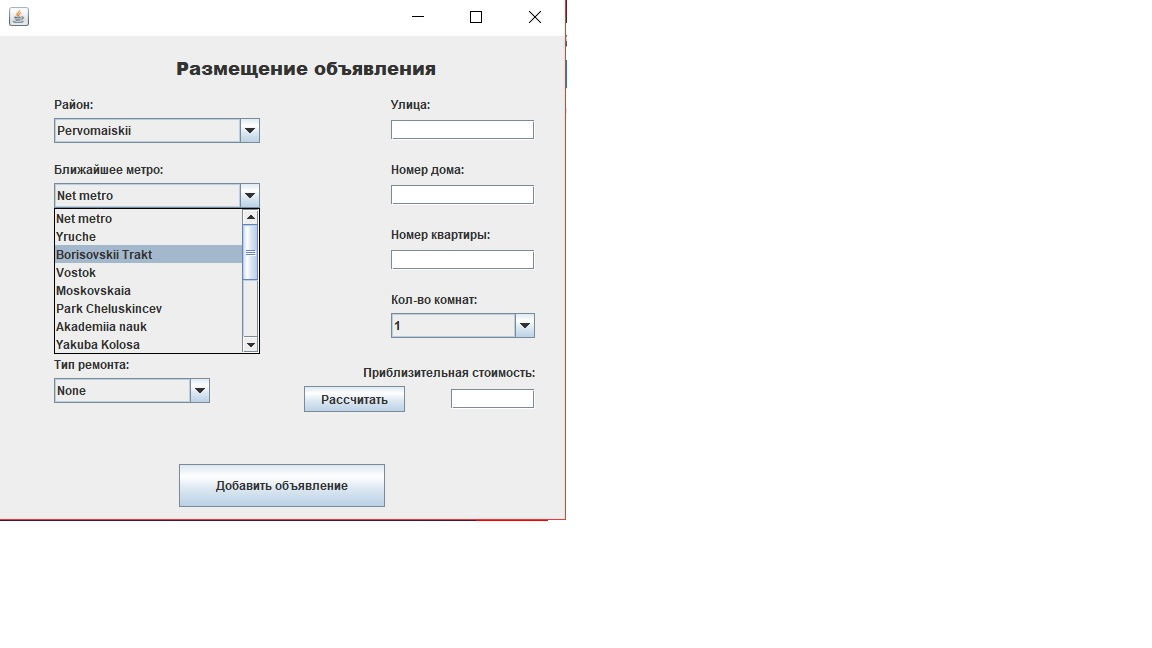 Размещение объявления
Район:
Улица:
Pervomaiskii
Ближайшее метро:
Номер дома:
Net metro
Net metro
Yruche
Borisovskii Trakt
Vostok
Moskovskaia
Park Cheluskincev
Akademiia nauk
Yakuba Kolosa
Номер квартиры:
Кол-во комнат:
1
Тип ремонта:
None
Приблизительная стоимость:
Рассчитать
Добавить объявление